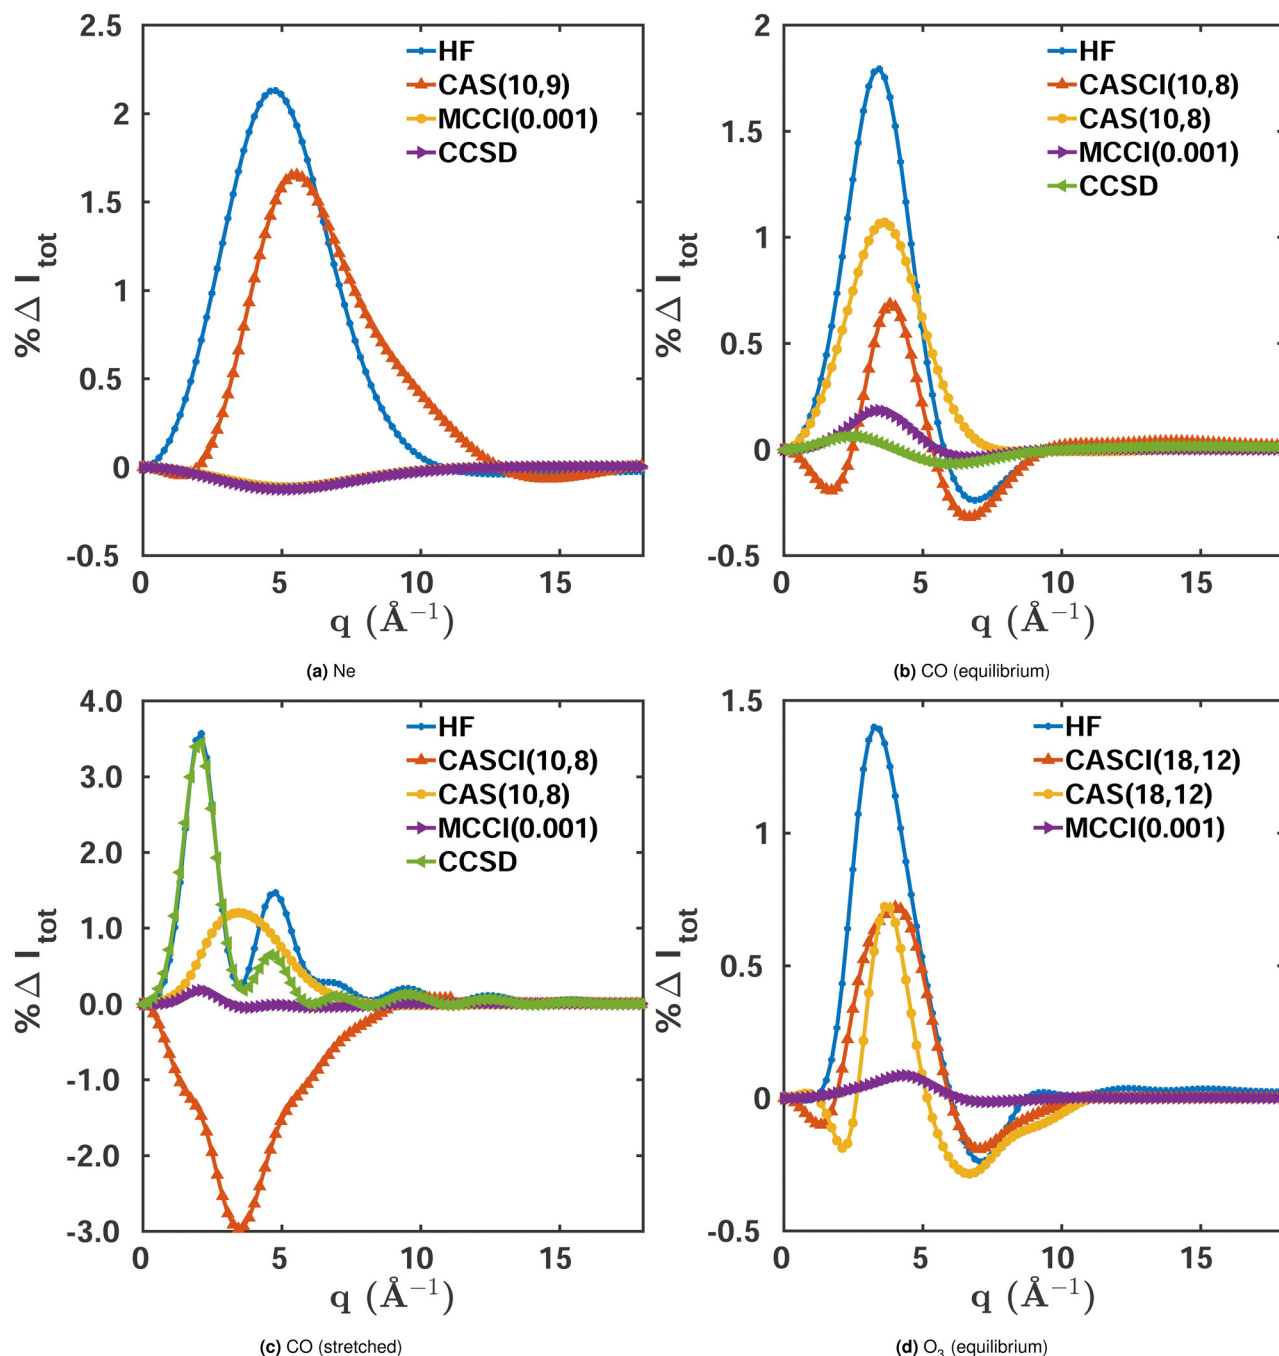 2.5
2
1.5
1
0.5
0
-0.5
% Δ I_tot
HF
CAS(10,9)
MCCI(0.001)
CCSD
0 5 10 15
q (Å⁻¹)
(a) Ne
2
1.5
1
0.5
0
-0.5
% Δ I_tot
HF
CASCI(10,8)
CAS(10,8)
MCCI(0.001)
CCSD
0 5 10 15
q (Å⁻¹)
(b) CO (equilibrium)
4.0
3.0
2.0
1.0
0.0
-1.0
-2.0
-3.0
% Δ I_tot
HF
CASCI(10,8)
CAS(10,8)
MCCI(0.001)
CCSD
0 5 10 15
q (Å⁻¹)
(c) CO (stretched)
1.5
1
0.5
0
-0.5
% Δ I_tot
HF
CASCI(18,12)
CAS(18,12)
MCCI(0.001)
0 5 10 15
q (Å⁻¹)
(d) O₃ (equilibrium)